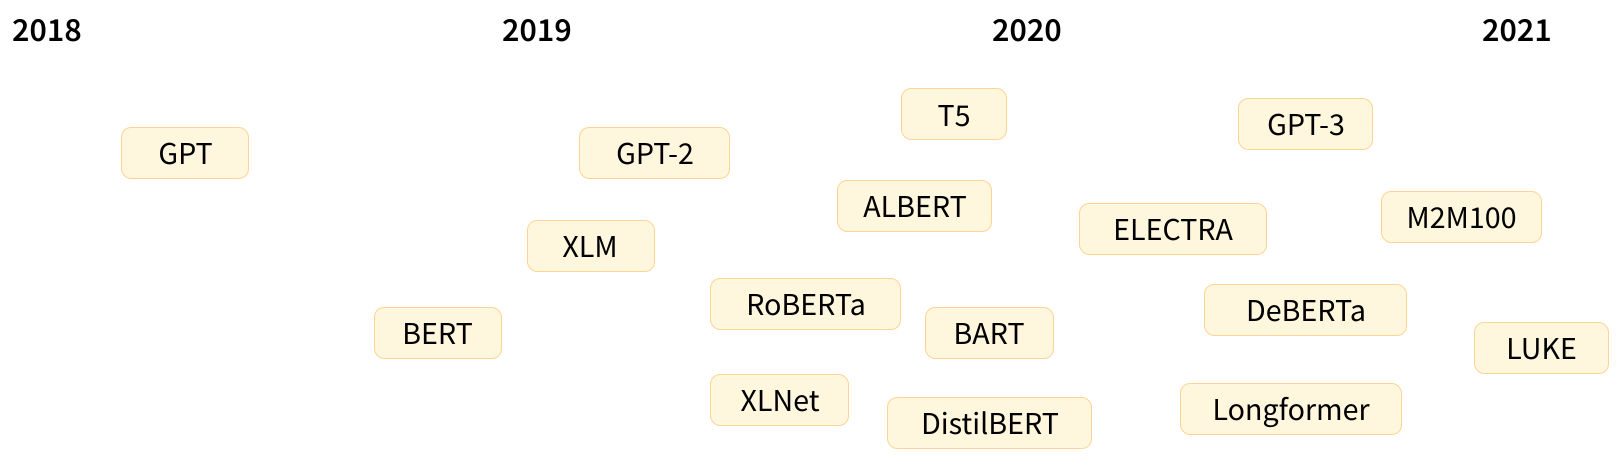 2018 2019 2020 2021
T5
GPT-3
GPT
GPT-2
ALBERT
M2M100
ELECTRA
XLM
RoBERTa
DeBERTa
BERT
BART
LUKE
XLNet
Longformer
DistilBERT